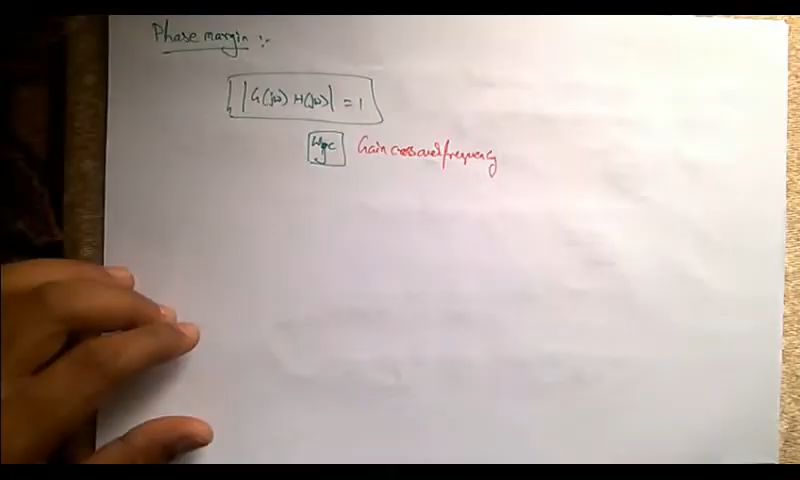 Phase margin :-
|G(jω) H(jω)| = 1
ωgc Gain crossover frequency